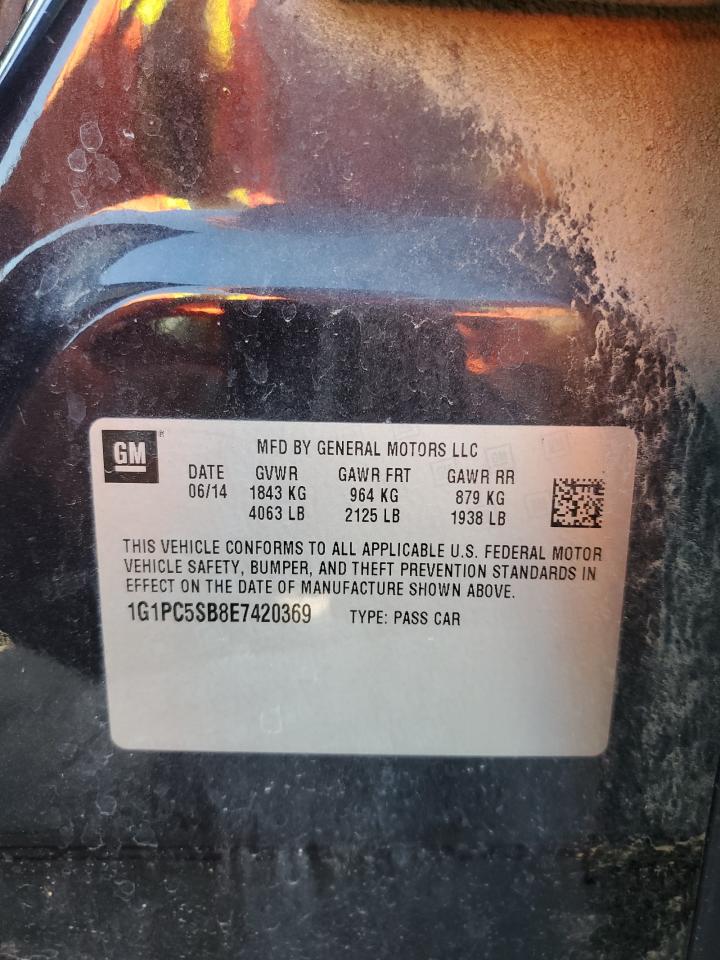 GM
MFD BY GENERAL MOTORS LLC
DATE GVWR GAWR FRT GAWR RR
06/14 1843 KG 964 KG 879 KG
4063 LB 2125 LB 1938 LB
THIS VEHICLE CONFORMS TO ALL APPLICABLE U.S. FEDERAL MOTOR
VEHICLE SAFETY, BUMPER, AND THEFT PREVENTION STANDARDS IN
EFFECT ON THE DATE OF MANUFACTURE SHOWN ABOVE.
1G1PC5SB8E7420369 TYPE: PASS CAR